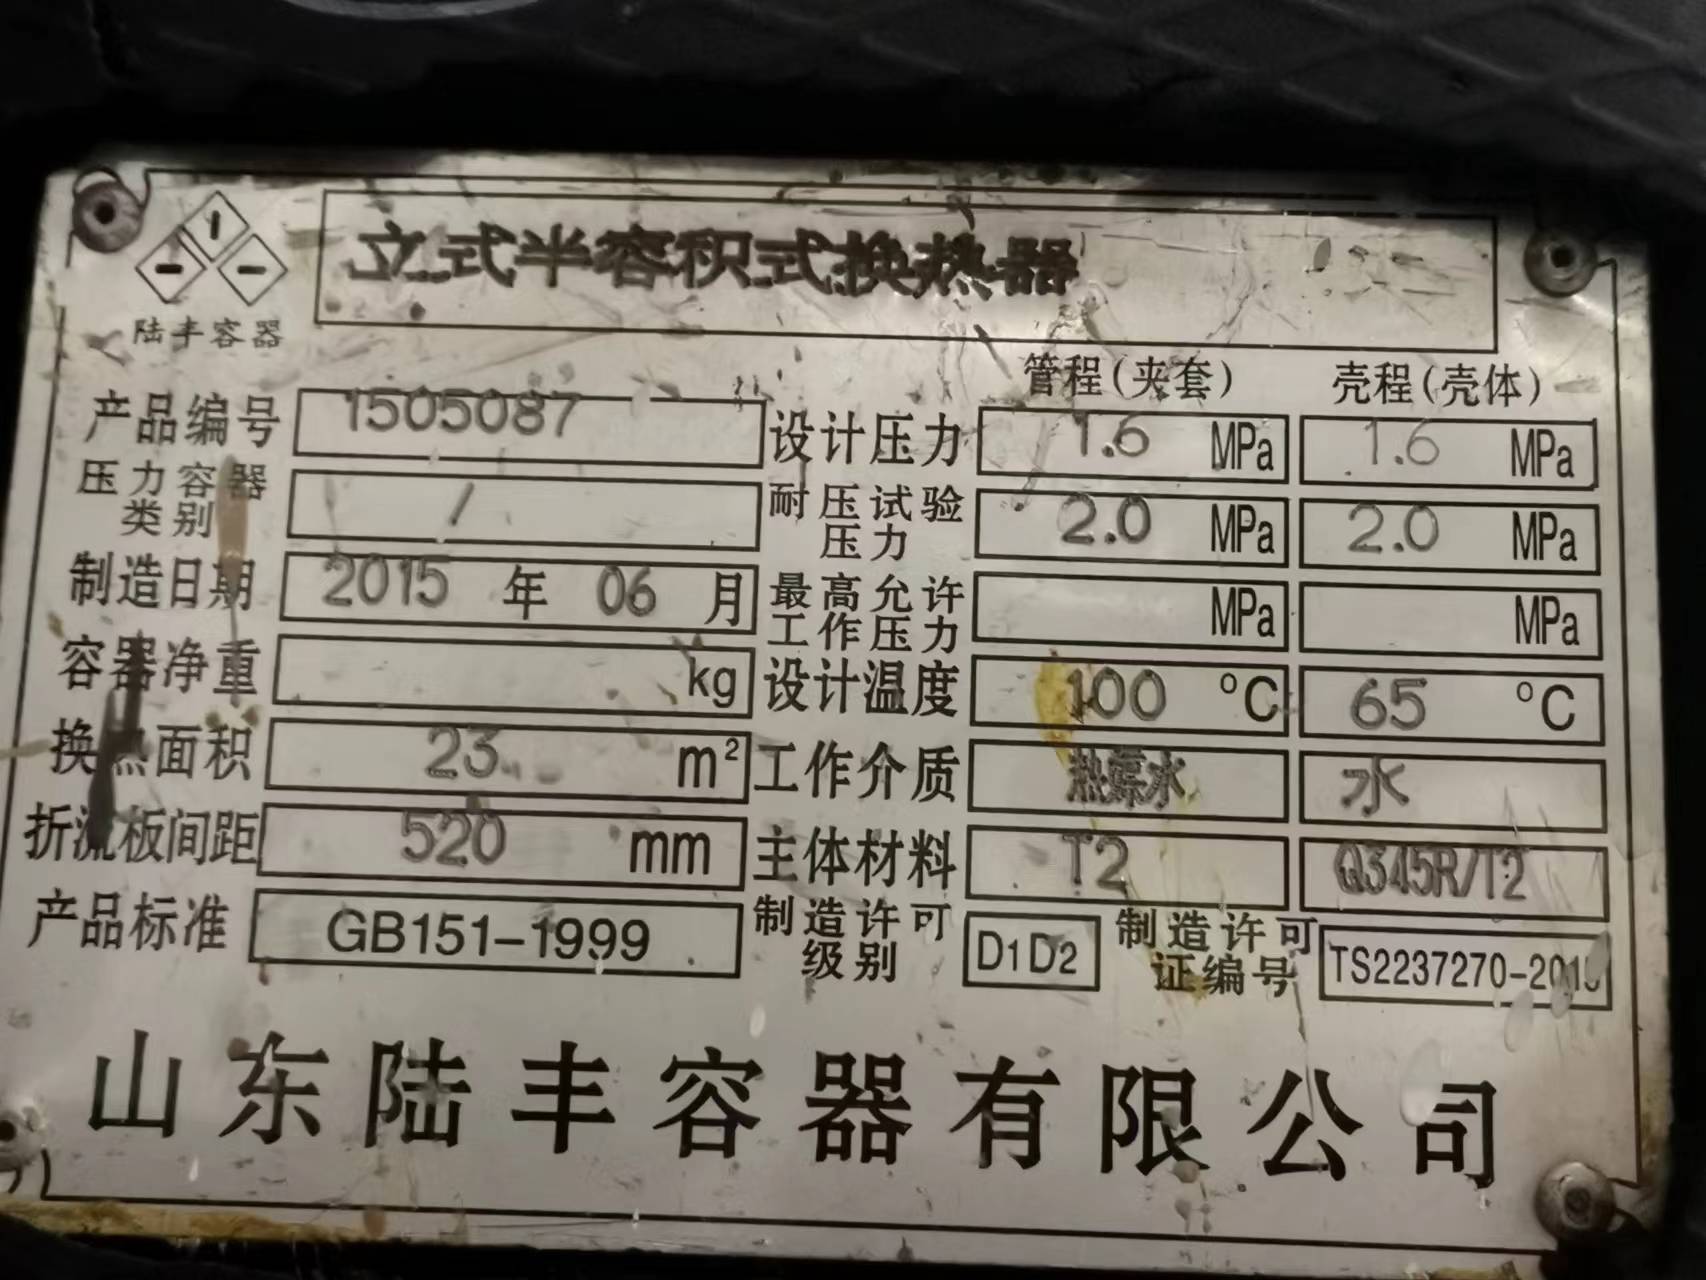 立式半容积式换热器
陆丰容器
管程(夹套) 壳程(壳体)
产品编号 1505087 设计压力 1.6 MPa 1.6 MPa
压力容器类别 / 耐压试验压力 2.0 MPa 2.0 MPa
制造日期 2015 年 06 月 最高允许工作压力 MPa MPa
容器净重 kg 设计温度 100 °C 65 °C
换热面积 23 m² 工作介质 热媒水 水
折流板间距 520 mm 主体材料 T2 Q345R/T2
产品标准 GB151-1999 制造许可级别 D1D2 制造许可证编号
山东陆丰容器有限公司